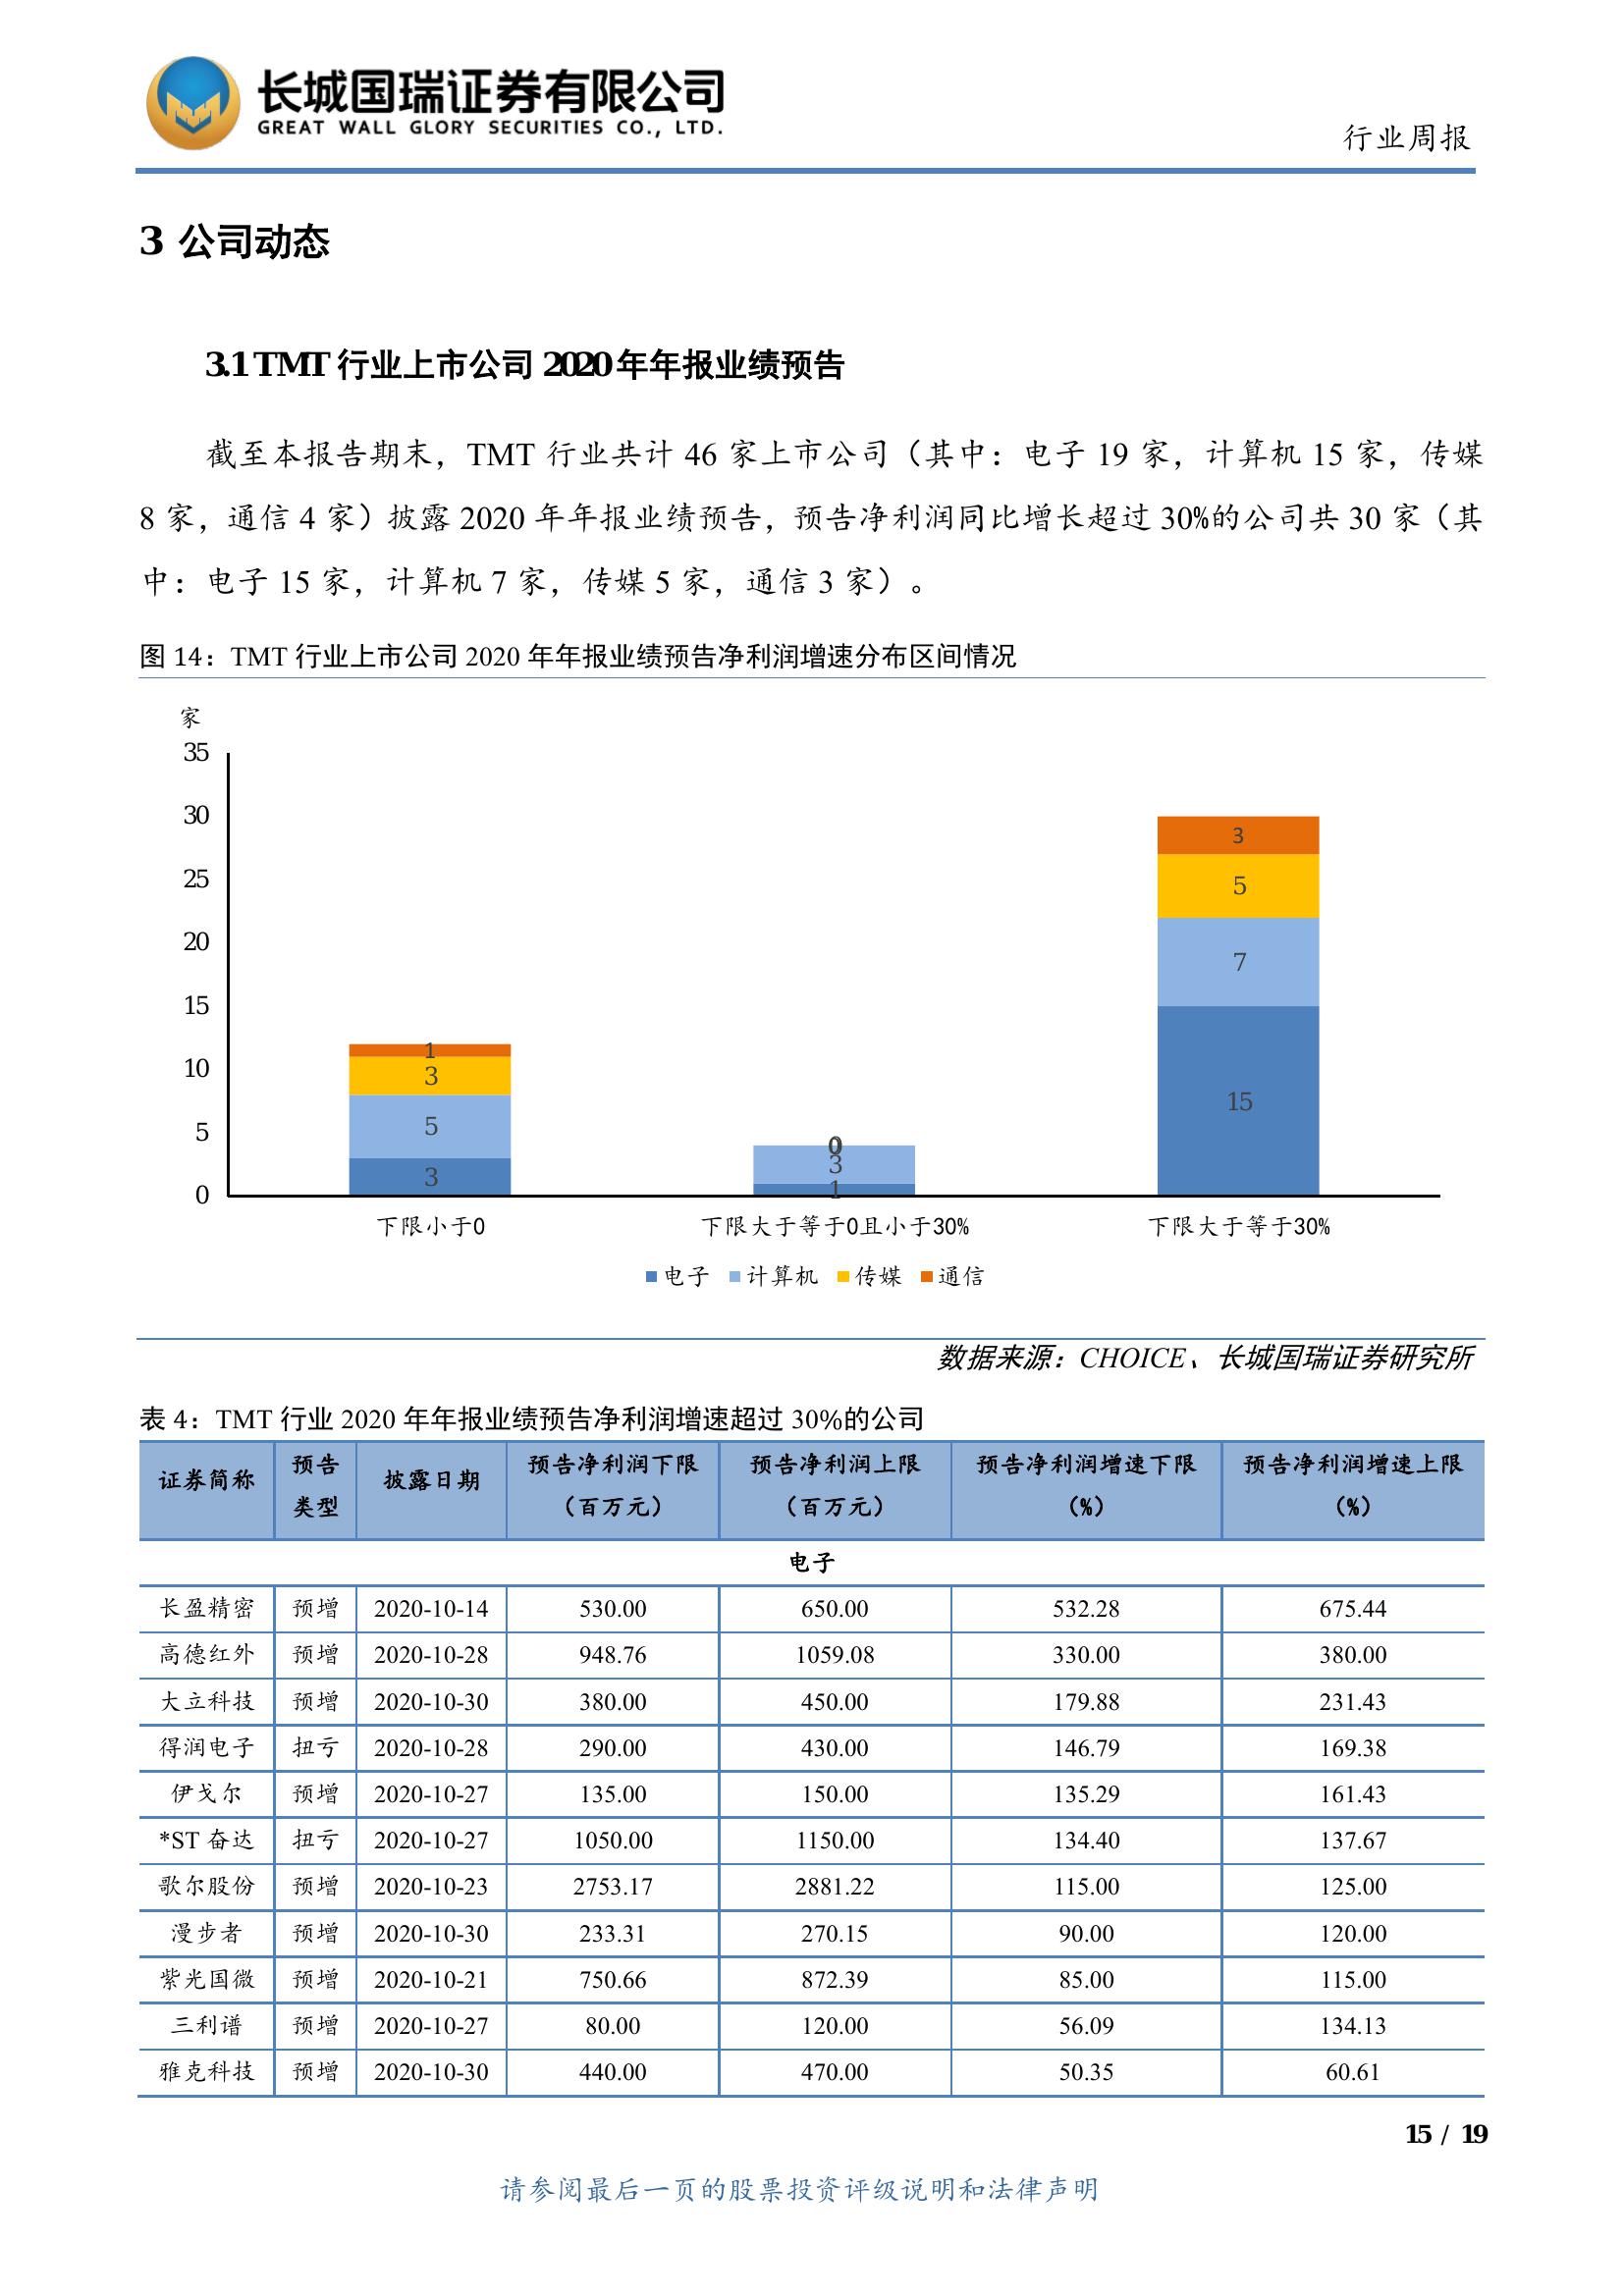 长城国瑞证券有限公司
GREAT WALL GLORY SECURITIES CO., LTD.
行业周报
3 公司动态
3.1 TMT 行业上市公司 2020 年年报业绩预告
截至本报告期末，TMT 行业共计 46 家上市公司（其中：电子 19 家，计算机 15 家，传媒
8 家，通信 4 家）披露 2020 年年报业绩预告，预告净利润同比增长超过 30%的公司共 30 家（其
中：电子 15 家，计算机 7 家，传媒 5 家，通信 3 家）。
图 14：TMT 行业上市公司 2020 年年报业绩预告净利润增速分布区间情况
家
35
30
25
20
15
10
5
0
1
3
5
3
0
0
3
1
3
5
7
15
下限小于0 下限大于等于0且小于30% 下限大于等于30%
电子 计算机 传媒 通信
数据来源：CHOICE、长城国瑞证券研究所
表 4：TMT 行业 2020 年年报业绩预告净利润增速超过 30%的公司
证券简称 预告类型 披露日期 预告净利润下限（百万元） 预告净利润上限（百万元） 预告净利润增速下限（%） 预告净利润增速上限（%）
电子
长盈精密 预增 2020-10-14 530.00 650.00 532.28 675.44
高德红外 预增 2020-10-28 948.76 1059.08 330.00 380.00
大立科技 预增 2020-10-30 380.00 450.00 179.88 231.43
得润电子 扭亏 2020-10-28 290.00 430.00 146.79 169.38
伊戈尔 预增 2020-10-27 135.00 150.00 135.29 161.43
*ST 奋达 扭亏 2020-10-27 1050.00 1150.00 134.40 137.67
歌尔股份 预增 2020-10-23 2753.17 2881.22 115.00 125.00
漫步者 预增 2020-10-30 233.31 270.15 90.00 120.00
紫光国微 预增 2020-10-21 750.66 872.39 85.00 115.00
三利谱 预增 2020-10-27 80.00 120.00 56.09 134.13
雅克科技 预增 2020-10-30 440.00 470.00 50.35 60.61
15 / 19
请参阅最后一页的股票投资评级说明和法律声明